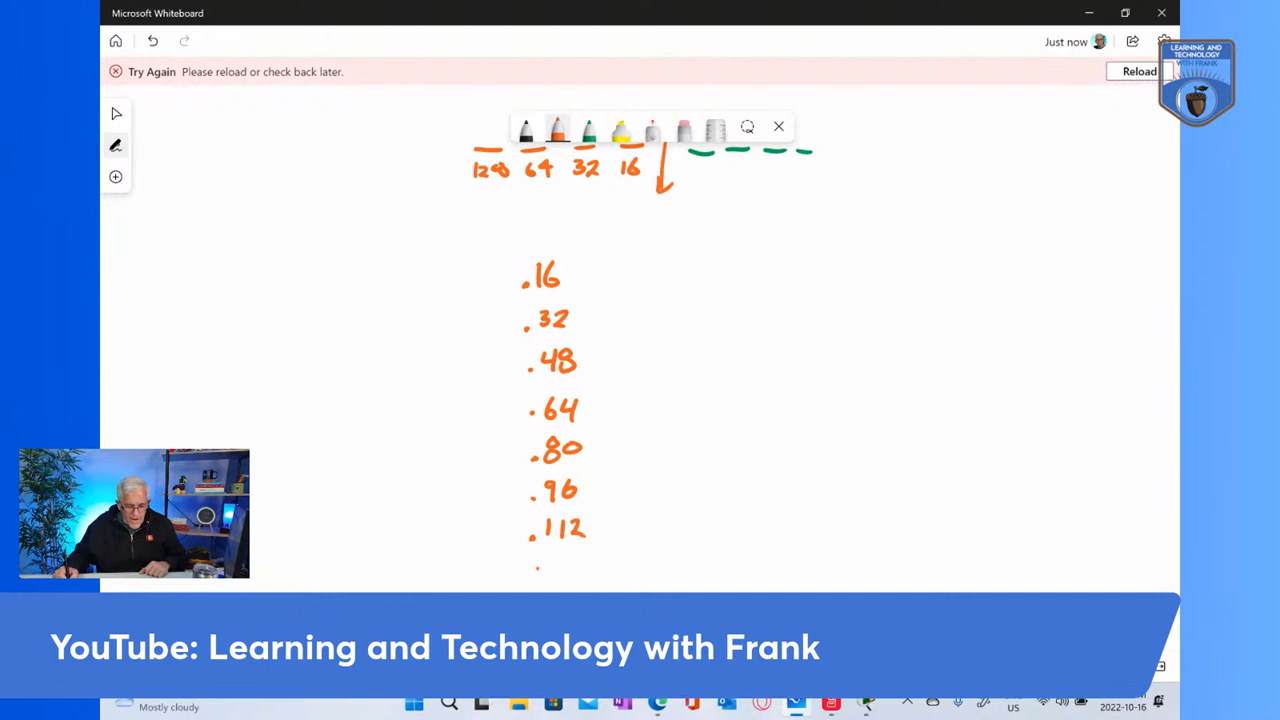 Microsoft Whiteboard
Just now
LEARNING AND
TECHNOLOGY
WITH FRANK
Try Again Please reload or check back later.
Reload
128 64 32 16
.16
.32
.48
.64
.80
.96
.112
.
YouTube: Learning and Technology with Frank
Mostly cloudy
US
2022-10-16